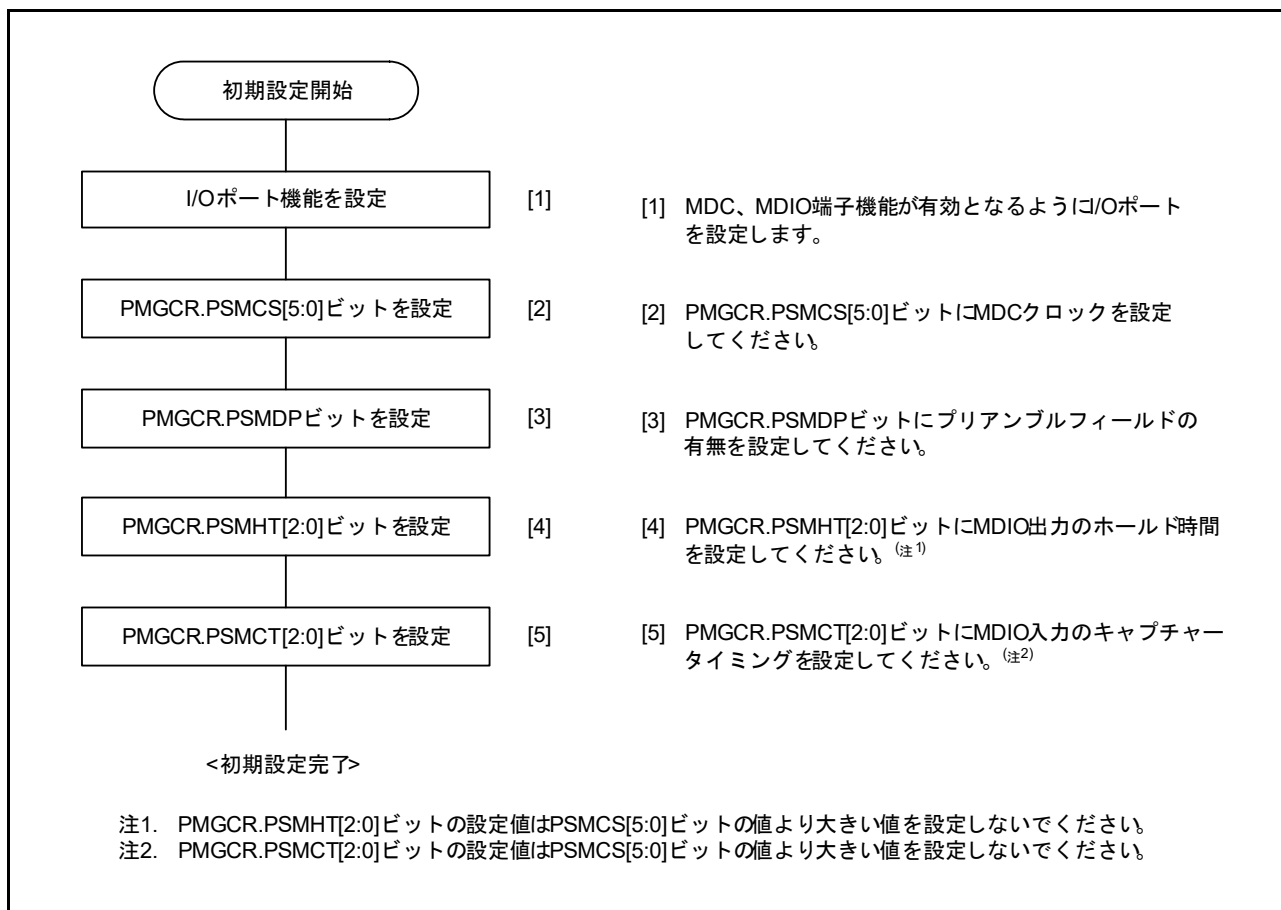 初期設定開始
I/Oポート機能を設定
[1]
[1] MDC、MDIO端子機能が有効となるようにI/Oポート
を設定します。
PMGCR.PSMCS[5:0]ビットを設定
[2]
[2] PMGCR.PSMCS[5:0]ビットにMDCクロックを設定
してください。
PMGCR.PSMDPビットを設定
[3]
[3] PMGCR.PSMDPビットにプリアンブルフィールドの
有無を設定してください。
PMGCR.PSMHT[2:0]ビットを設定
[4]
[4] PMGCR.PSMHT[2:0]ビットにMDIO出力のホールド時間
を設定してください。(注1)
PMGCR.PSMCT[2:0]ビットを設定
[5]
[5] PMGCR.PSMCT[2:0]ビットにMDIO入力のキャプチャー
タイミングを設定してください。(注2)
<初期設定完了>
注1. PMGCR.PSMHT[2:0]ビットの設定値はPSMCS[5:0]ビットの値より大きい値を設定しないでください。
注2. PMGCR.PSMCT[2:0]ビットの設定値はPSMCS[5:0]ビットの値より大きい値を設定しないでください。